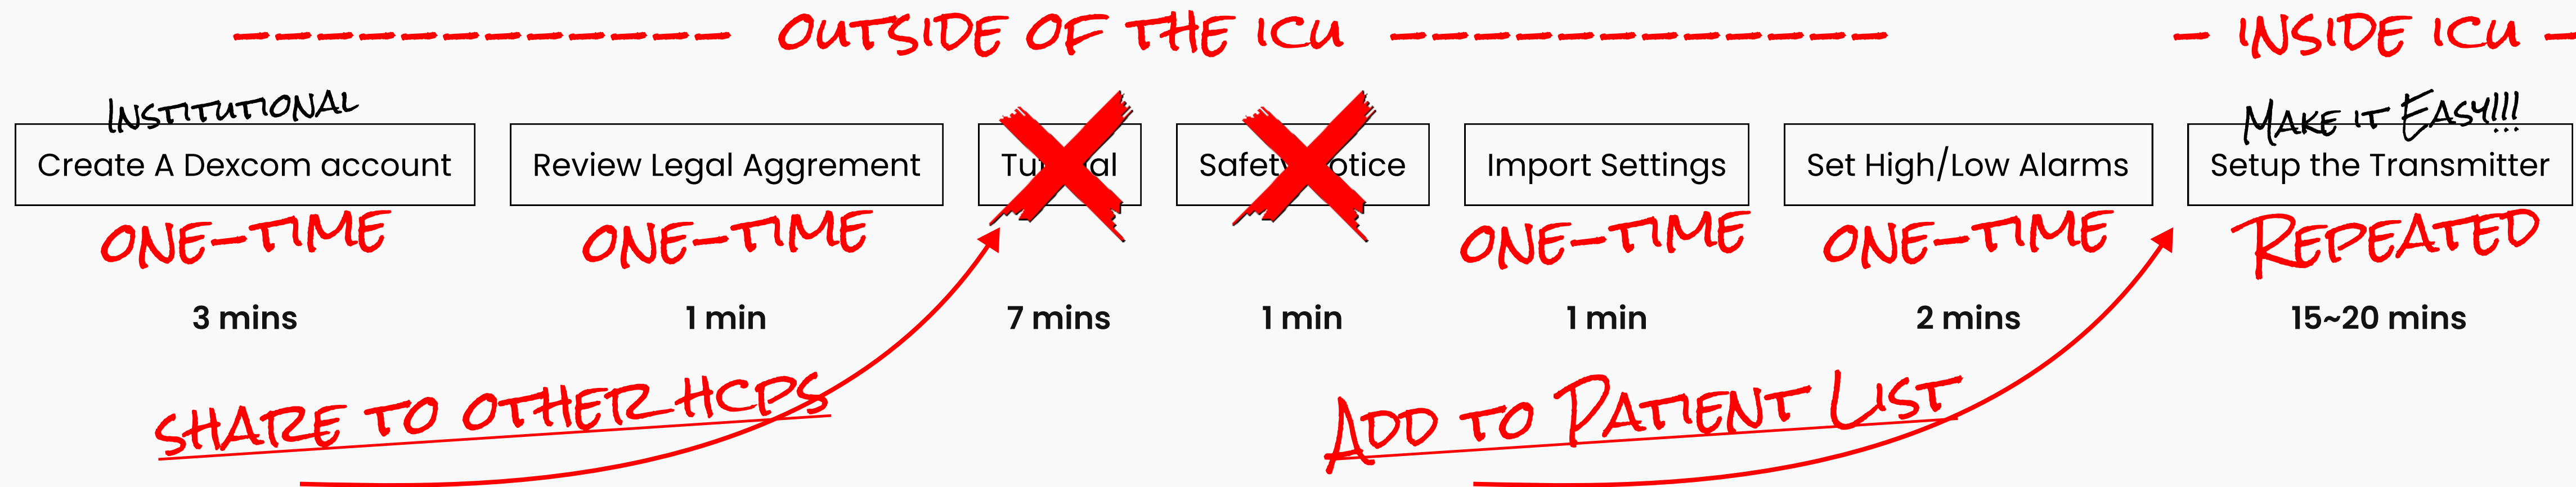 OUTSIDE OF THE ICU
INSIDE ICU
INSTITUTIONAL
MAKE IT EASY!!!
Create A Dexcom account
Review Legal Aggrement
Safety
Import Settings
Set High/Low Alarms
Setup the Transmitter
ONE-TIME
ONE-TIME
ONE-TIME
ONE-TIME
REPEATED
3 mins
1 min
7 mins
1 min
1 min
2 mins
15~20 mins
SHARE TO OTHER HCPS
ADD TO PATIENT LIST